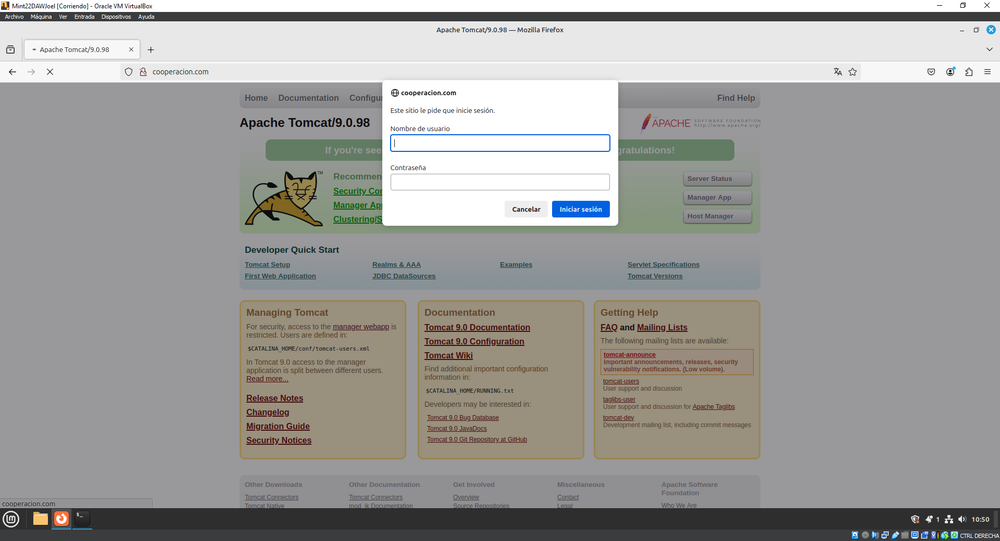 Mint22DAWJoel [Corriendo] - Oracle VM VirtualBox
Archivo Máquina Ver Entrada Dispositivos Ayuda
Apache Tomcat/9.0.98 — Mozilla Firefox
Apache Tomcat/9.0.98
cooperacion.com
Home Documentation Configu
Find Help
cooperacion.com
Este sitio le pide que inicie sesión.
Nombre de usuario
Contraseña
Cancelar Iniciar sesión
Apache Tomcat/9.0.98
APACHE SOFTWARE FOUNDATION
http://www.apache.org/
If you're see gratulations!
TM
Recommen
Security Con
Manager App
Clustering/S
Server Status
Manager App
Host Manager
Developer Quick Start
Tomcat Setup Realms & AAA Examples Servlet Specifications
First Web Application JDBC DataSources Tomcat Versions
Managing Tomcat
For security, access to the manager webapp is
restricted. Users are defined in:
$CATALINA_HOME/conf/tomcat-users.xml
In Tomcat 9.0 access to the manager
application is split between different users.
Read more...
Release Notes
Changelog
Migration Guide
Security Notices
Documentation
Tomcat 9.0 Documentation
Tomcat 9.0 Configuration
Tomcat Wiki
Find additional important configuration
information in:
$CATALINA_HOME/RUNNING.txt
Developers may be interested in:
Tomcat 9.0 Bug Database
Tomcat 9.0 JavaDocs
Tomcat 9.0 Git Repository at GitHub
Getting Help
FAQ and Mailing Lists
The following mailing lists are available:
tomcat-announce
Important announcements, releases, security
vulnerability notifications. (Low volume).
tomcat-users
User support and discussion
taglibs-user
User support and discussion for Apache Taglibs
tomcat-dev
Development mailing list, including commit messages
Other Downloads
Tomcat Connectors
Tomcat Native
Other Documentation
Tomcat Connectors
mod_jk Documentation
Get Involved
Overview
Source Repositories
Miscellaneous
Contact
Legal
Apache Software
Foundation
Who We Are
cooperacion.com
1 10:50
CTRL DERECHA